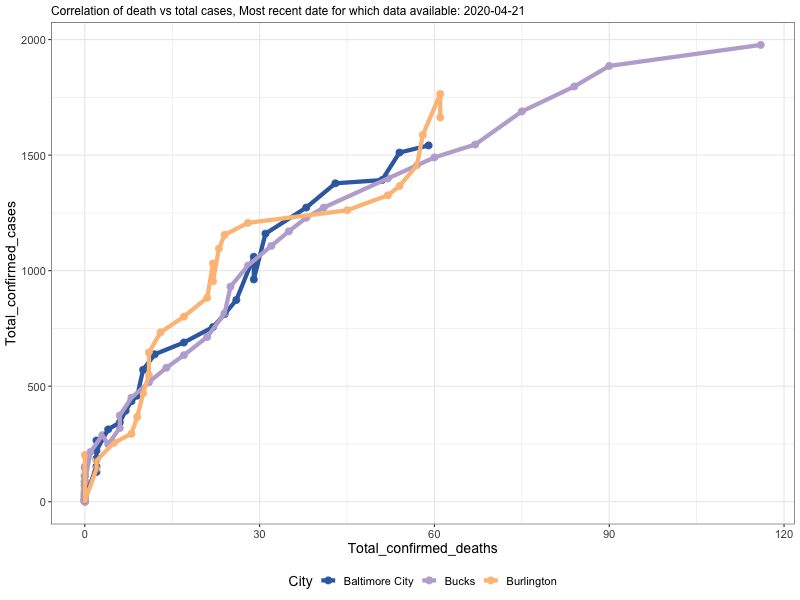 Correlation of death vs total cases, Most recent date for which data available: 2020-04-21
Total_confirmed_cases
2000
1500
1000
500
0
0 30 60 90 120
Total_confirmed_deaths
City Baltimore City Bucks Burlington